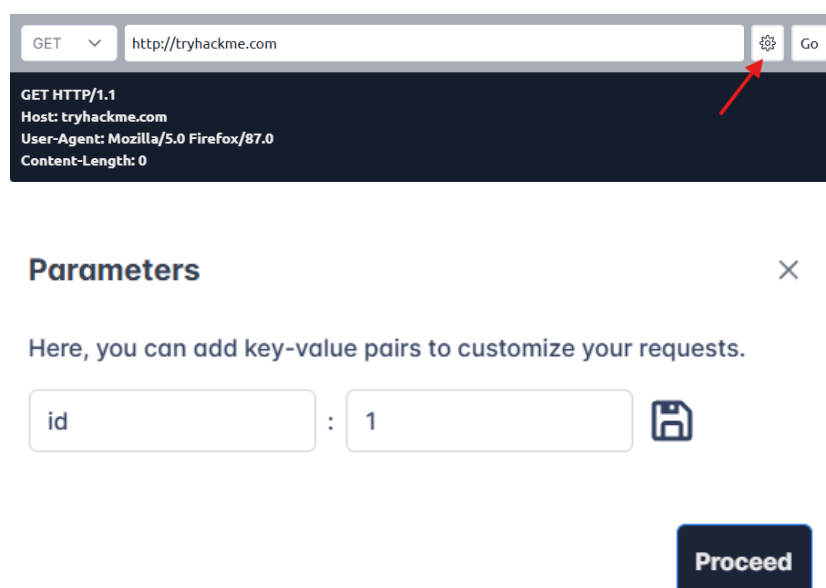 GET http://tryhackme.com Go
GET HTTP/1.1
Host: tryhackme.com
User-Agent: Mozilla/5.0 Firefox/87.0
Content-Length: 0
Parameters
Here, you can add key-value pairs to customize your requests.
id : 1
Proceed